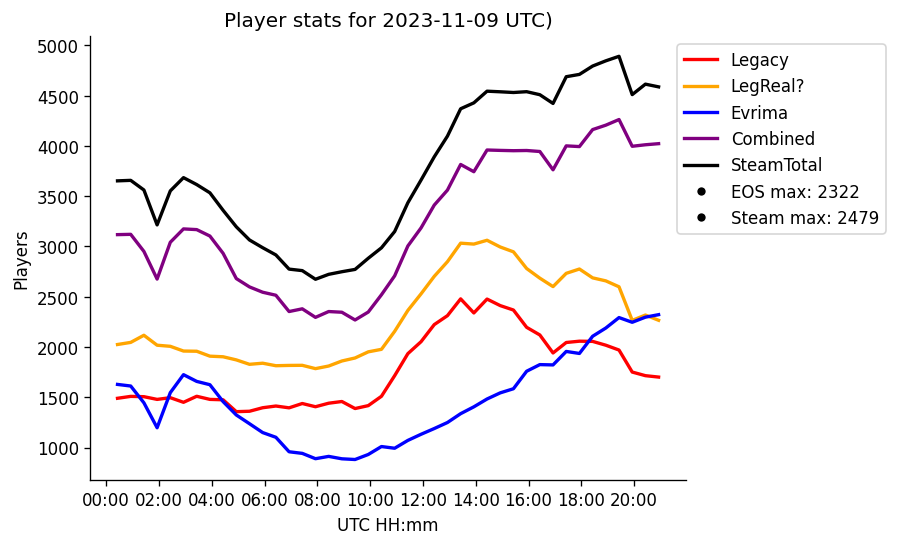 Player stats for 2023-11-09 UTC)
5000
4500
4000
3500
3000
2500
2000
1500
1000
Players
00:00 02:00 04:00 06:00 08:00 10:00 12:00 14:00 16:00 18:00 20:00
UTC HH:mm
Legacy
LegReal?
Evrima
Combined
SteamTotal
EOS max: 2322
Steam max: 2479